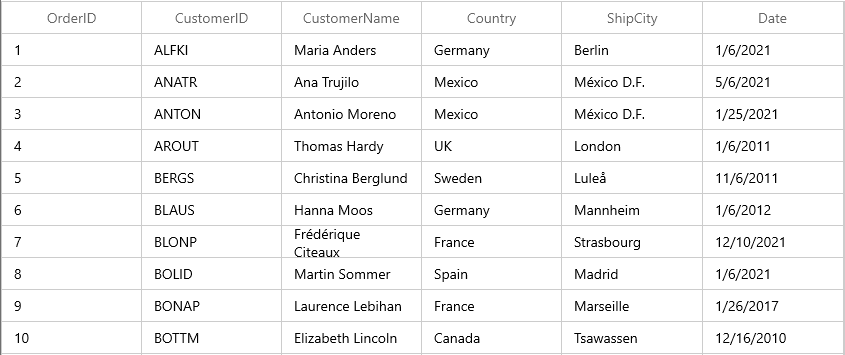 OrderID CustomerID CustomerName Country ShipCity Date
1 ALFKI Maria Anders Germany Berlin 1/6/2021
2 ANATR Ana Trujilo Mexico México D.F. 5/6/2021
3 ANTON Antonio Moreno Mexico México D.F. 1/25/2021
4 AROUT Thomas Hardy UK London 1/6/2011
5 BERGS Christina Berglund Sweden Luleå 11/6/2011
6 BLAUS Hanna Moos Germany Mannheim 1/6/2012
7 BLONP Frédérique Citeaux France Strasbourg 12/10/2021
8 BOLID Martin Sommer Spain Madrid 1/6/2021
9 BONAP Laurence Lebihan France Marseille 1/26/2017
10 BOTTM Elizabeth Lincoln Canada Tsawassen 12/16/2010